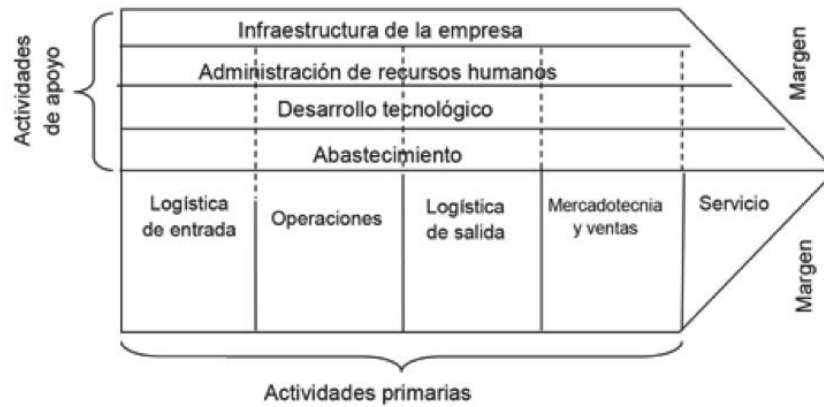 Actividades
de apoyo
Infraestructura de la empresa
Administración de recursos humanos
Desarrollo tecnológico
Abastecimiento
Margen
Logística
de entrada
Operaciones
Logística
de salida
Mercadotecnia
y ventas
Servicio
Margen
Actividades primarias